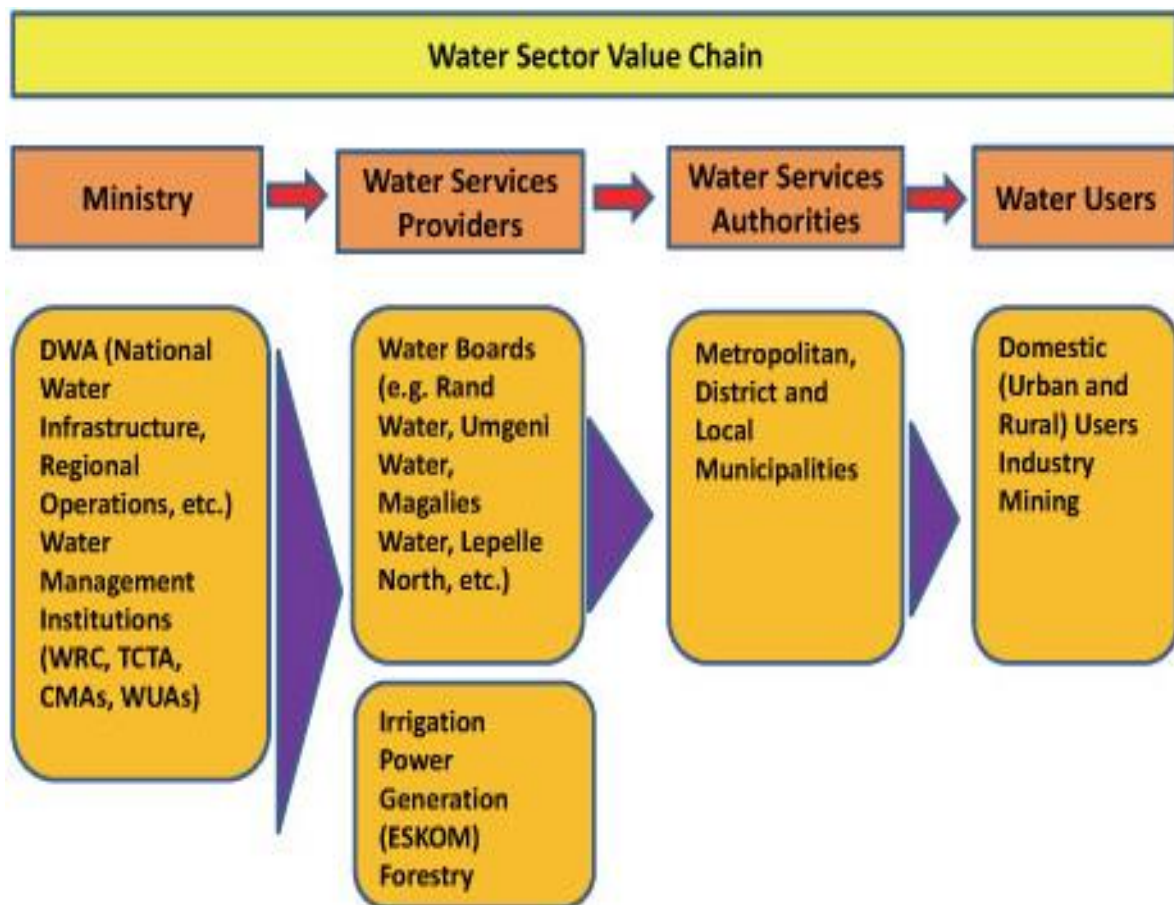 Water Sector Value Chain
Ministry
Water Services
Providers
Water Services
Authorities
Water Users
DWA (National
Water
Infrastructure,
Regional
Operations, etc.)
Water
Management
Institutions
(WRC, TCTA,
CMAs, WUAs)
Water Boards
(e.g. Rand
Water, Umgeni
Water,
Magalies
Water, Lepelle
North, etc.)
Irrigation
Power
Generation
(ESKOM)
Forestry
Metropolitan,
District and
Local
Municipalities
Domestic
(Urban and
Rural) Users
Industry
Mining